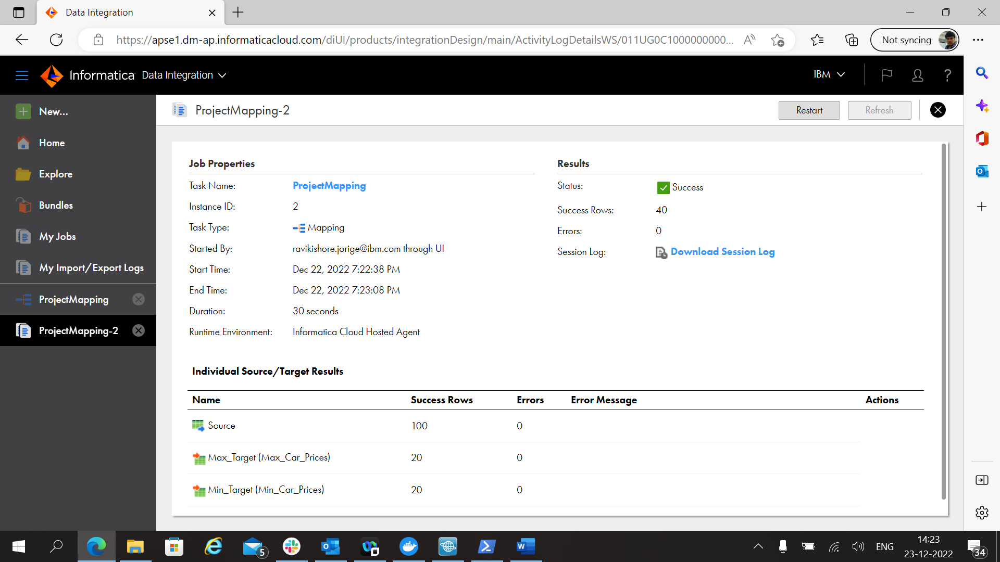 Data Integration
https://apse1.dm-ap.informaticacloud.com/diUI/products/integrationDesign/main/ActivityLogDetailsWS/011UG0C1000000000...
Not syncing
Informatica Data Integration
IBM
?
New...
Home
Explore
Bundles
My Jobs
My Import/Export Logs
ProjectMapping
ProjectMapping-2
ProjectMapping-2
Restart
Refresh
Job Properties
Task Name: ProjectMapping
Instance ID: 2
Task Type: Mapping
Started By: ravikishore.jorige@ibm.com through UI
Start Time: Dec 22, 2022 7:22:38 PM
End Time: Dec 22, 2022 7:23:08 PM
Duration: 30 seconds
Runtime Environment: Informatica Cloud Hosted Agent
Results
Status: Success
Success Rows: 40
Errors: 0
Session Log: Download Session Log
Individual Source/Target Results
Name Success Rows Errors Error Message Actions
Source 100 0
Max_Target (Max_Car_Prices) 20 0
Min_Target (Min_Car_Prices) 20 0
5
ENG
14:23
23-12-2022
34